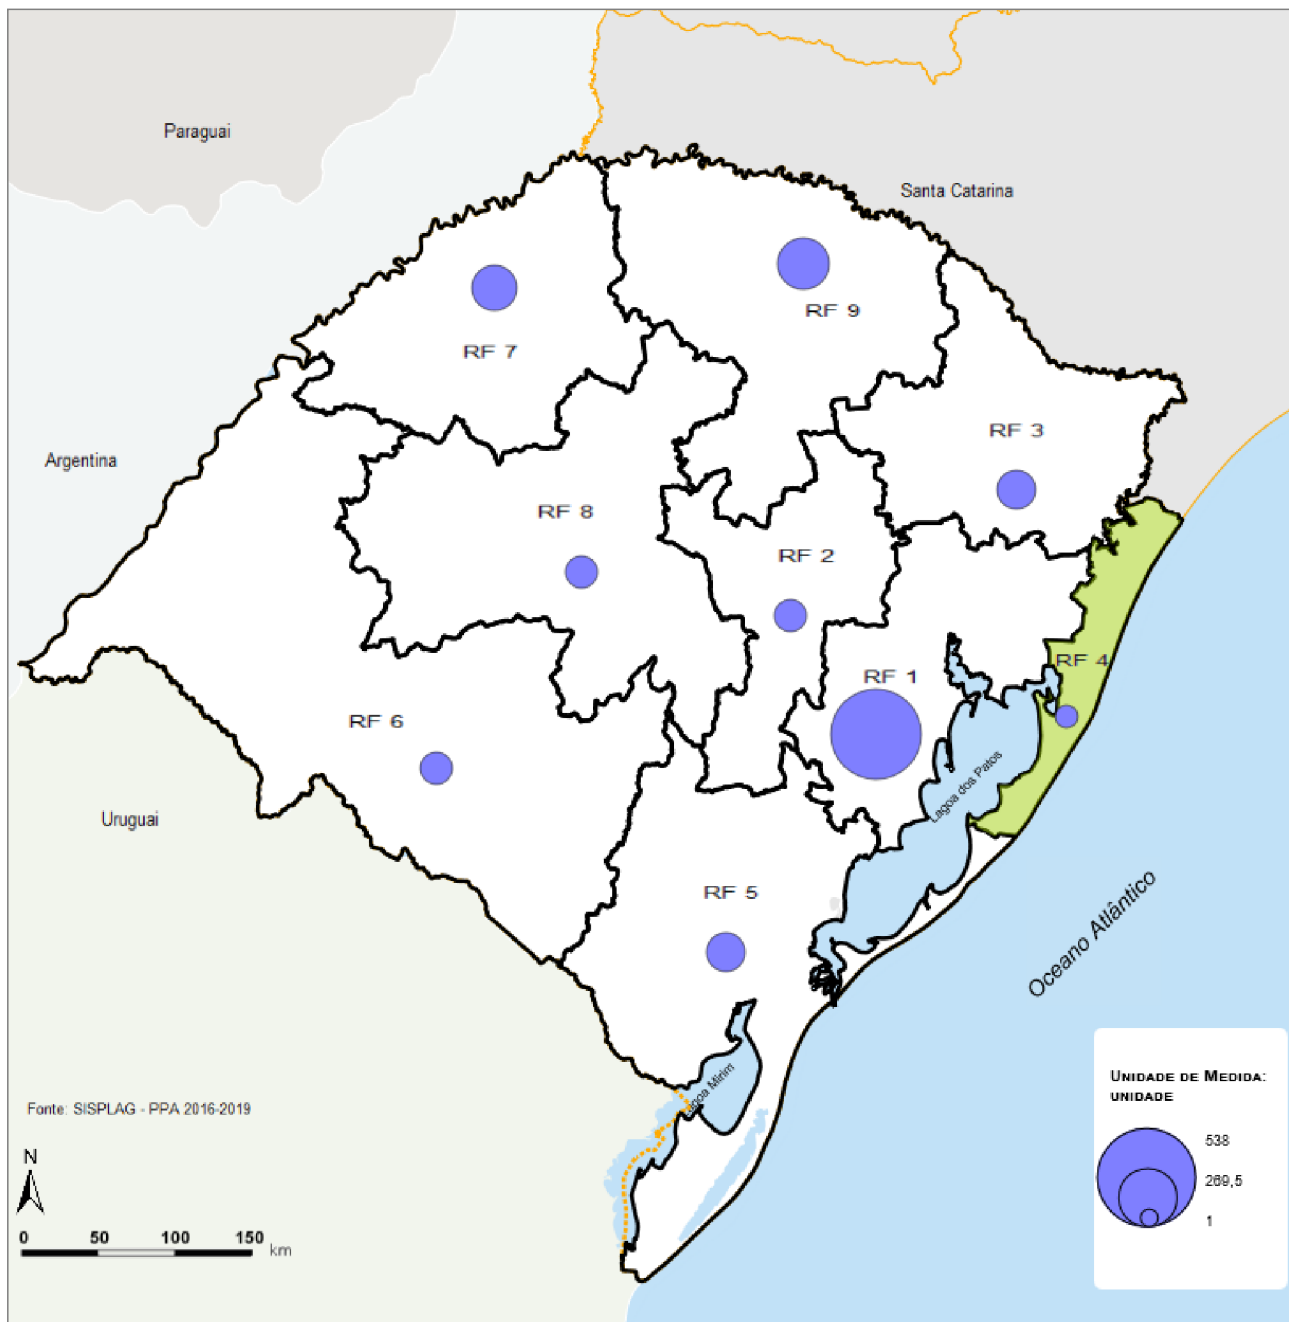 Paraguai
Santa Catarina
RF 9
RF 7
RF 3
Argentina
RF 8
RF 2
RF 4
RF 1
RF 6
Lagoa dos Patos
Uruguai
RF 5
Oceano Atlântico
UNIDADE DE MEDIDA:
UNIDADE
agoa Mirim
Fonte: SISPLAG - PPA 2016-2019
538
269,5
1
N
0 50 100 150
km